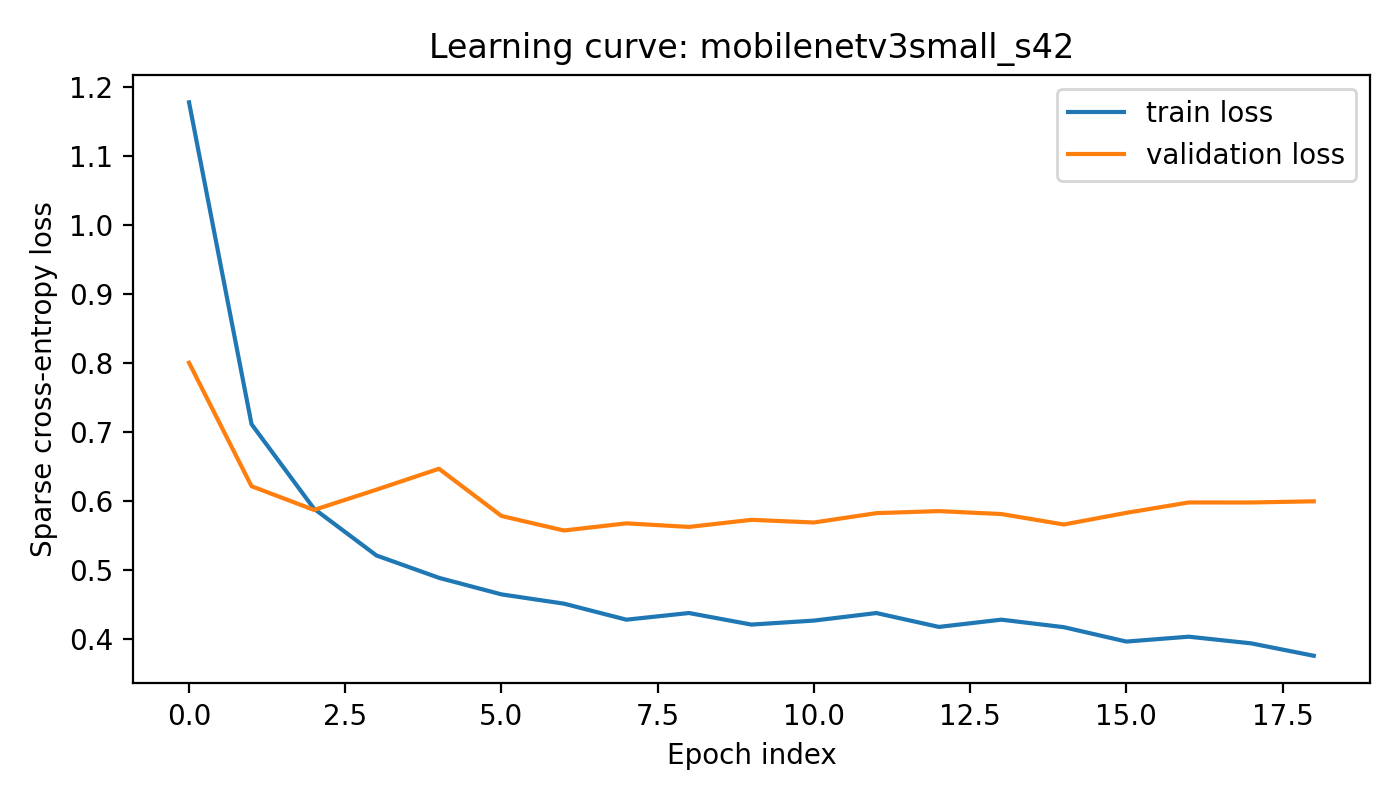 Learning curve: mobilenetv3small_s42
train loss
validation loss
Sparse cross-entropy loss
1.2
1.1
1.0
0.9
0.8
0.7
0.6
0.5
0.4
0.0 2.5 5.0 7.5 10.0 12.5 15.0 17.5
Epoch index